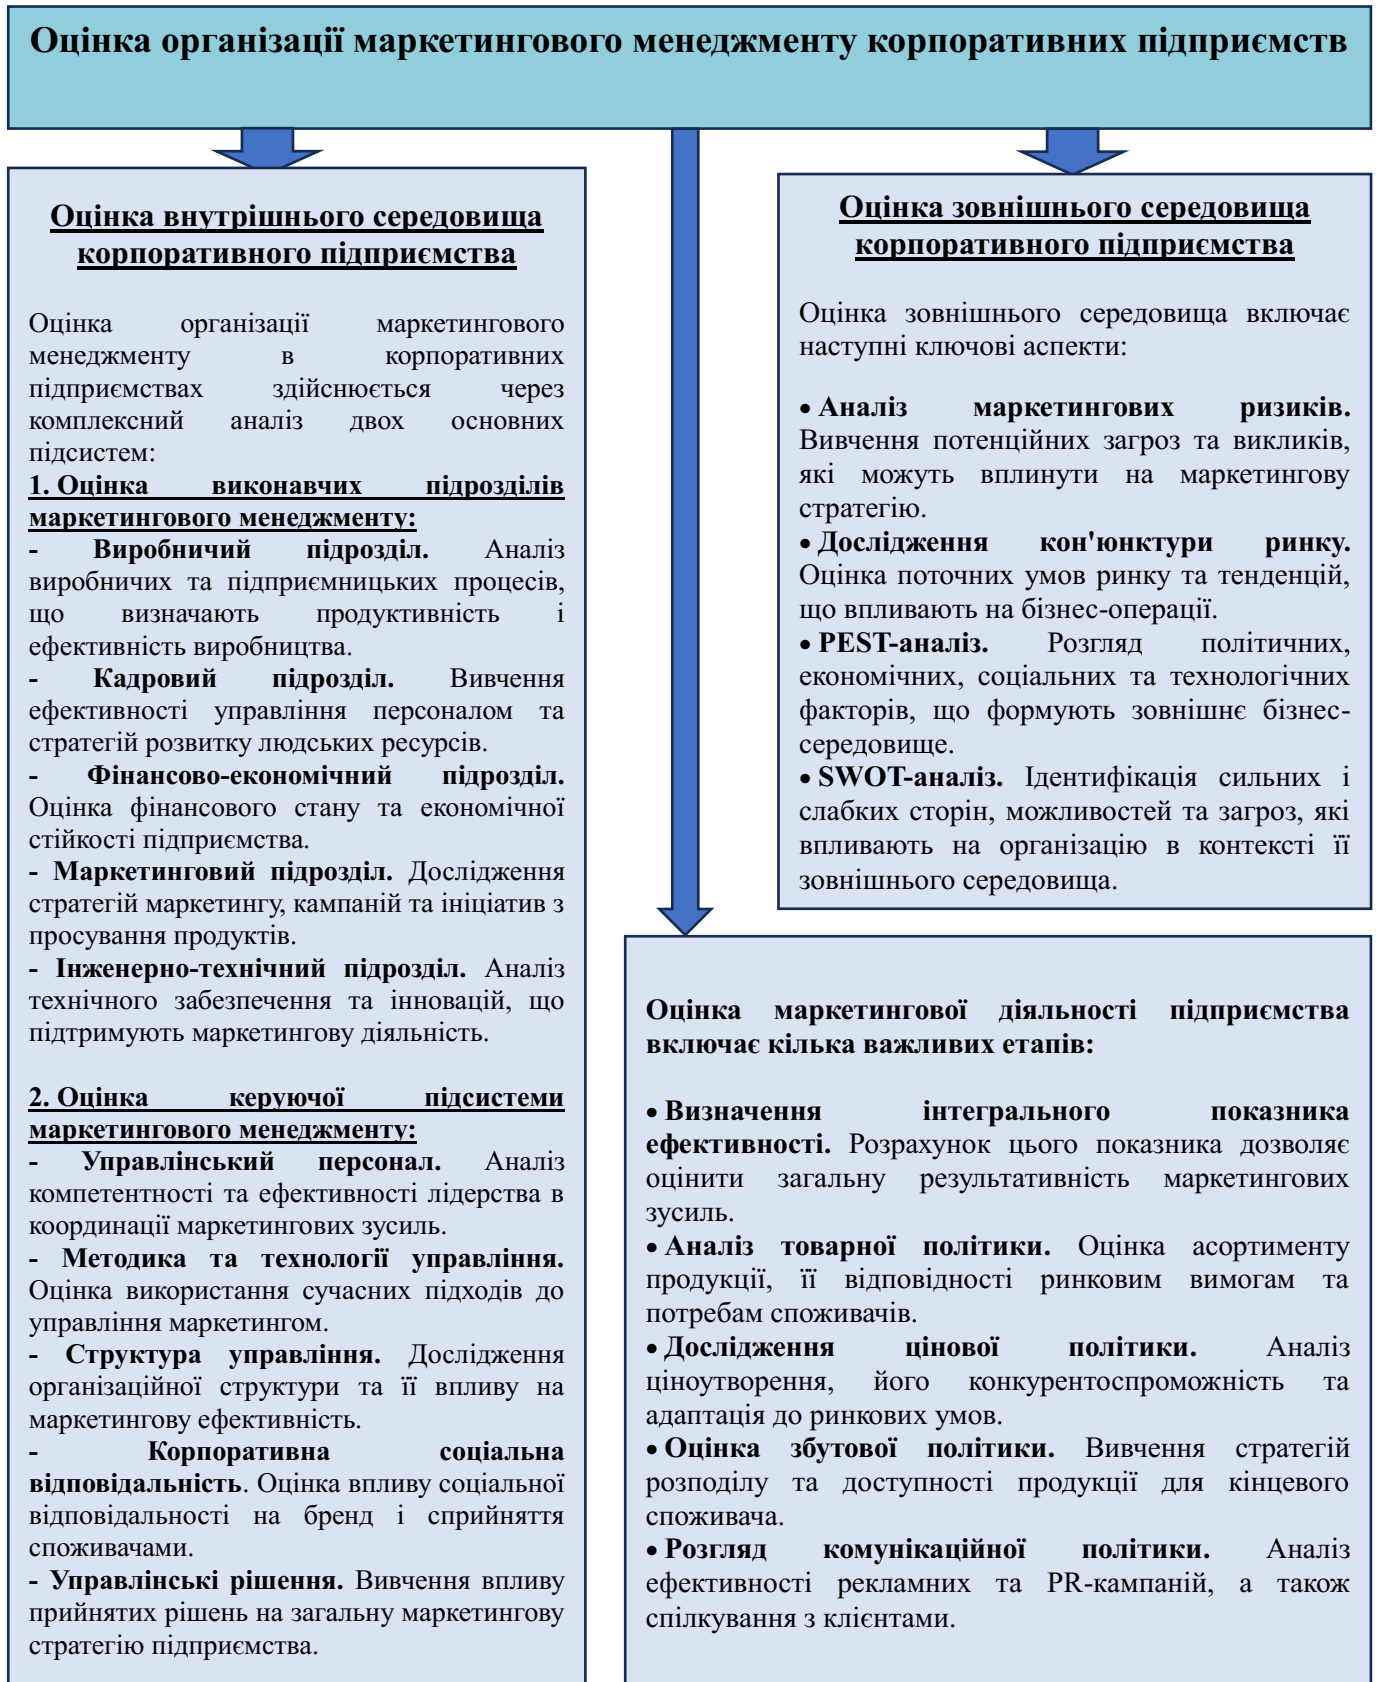 Оцінка організації маркетингового менеджменту корпоративних підприємств
Оцінка внутрішнього середовища
корпоративного підприємства
Оцінка організації маркетингового
менеджменту в корпоративних
підприємствах здійснюється через
комплексний аналіз двох основних
підсистем:
1. Оцінка виконавчих підрозділів
маркетингового менеджменту:
- Виробничий підрозділ. Аналіз
виробничих та підприємницьких процесів,
що визначають продуктивність і
ефективність виробництва.
- Кадровий підрозділ. Вивчення
ефективності управління персоналом та
стратегій розвитку людських ресурсів.
- Фінансово-економічний підрозділ.
Оцінка фінансового стану та економічної
стійкості підприємства.
- Маркетинговий підрозділ. Дослідження
стратегій маркетингу, кампаній та ініціатив з
просування продуктів.
- Інженерно-технічний підрозділ. Аналіз
технічного забезпечення та інновацій, що
підтримують маркетингову діяльність.
2. Оцінка керуючої підсистеми
маркетингового менеджменту:
- Управлінський персонал. Аналіз
компетентності та ефективності лідерства в
координації маркетингових зусиль.
- Методика та технології управління.
Оцінка використання сучасних підходів до
управління маркетингом.
- Структура управління. Дослідження
організаційної структури та її впливу на
маркетингову ефективність.
- Корпоративна соціальна
відповідальність. Оцінка впливу соціальної
відповідальності на бренд і сприйняття
споживачами.
- Управлінські рішення. Вивчення впливу
прийнятих рішень на загальну маркетингову
стратегію підприємства.
Оцінка зовнішнього середовища
корпоративного підприємства
Оцінка зовнішнього середовища включає
наступні ключові аспекти:
• Аналіз маркетингових ризиків.
Вивчення потенційних загроз та викликів,
які можуть вплинути на маркетингову
стратегію.
• Дослідження кон'юнктури ринку.
Оцінка поточних умов ринку та тенденцій,
що впливають на бізнес-операції.
• PEST-аналіз. Розгляд політичних,
економічних, соціальних та технологічних
факторів, що формують зовнішнє бізнес-
середовище.
• SWOT-аналіз. Ідентифікація сильних і
слабких сторін, можливостей та загроз, які
впливають на організацію в контексті її
зовнішнього середовища.
Оцінка маркетингової діяльності підприємства
включає кілька важливих етапів:
• Визначення інтегрального показника
ефективності. Розрахунок цього показника дозволяє
оцінити загальну результативність маркетингових
зусиль.
• Аналіз товарної політики. Оцінка асортименту
продукції, її відповідності ринковим вимогам та
потребам споживачів.
• Дослідження цінової політики. Аналіз
ціноутворення, його конкурентоспроможність та
адаптація до ринкових умов.
• Оцінка збутової політики. Вивчення стратегій
розподілу та доступності продукції для кінцевого
споживача.
• Розгляд комунікаційної політики. Аналіз
ефективності рекламних та PR-кампаній, а також
спілкування з клієнтами.